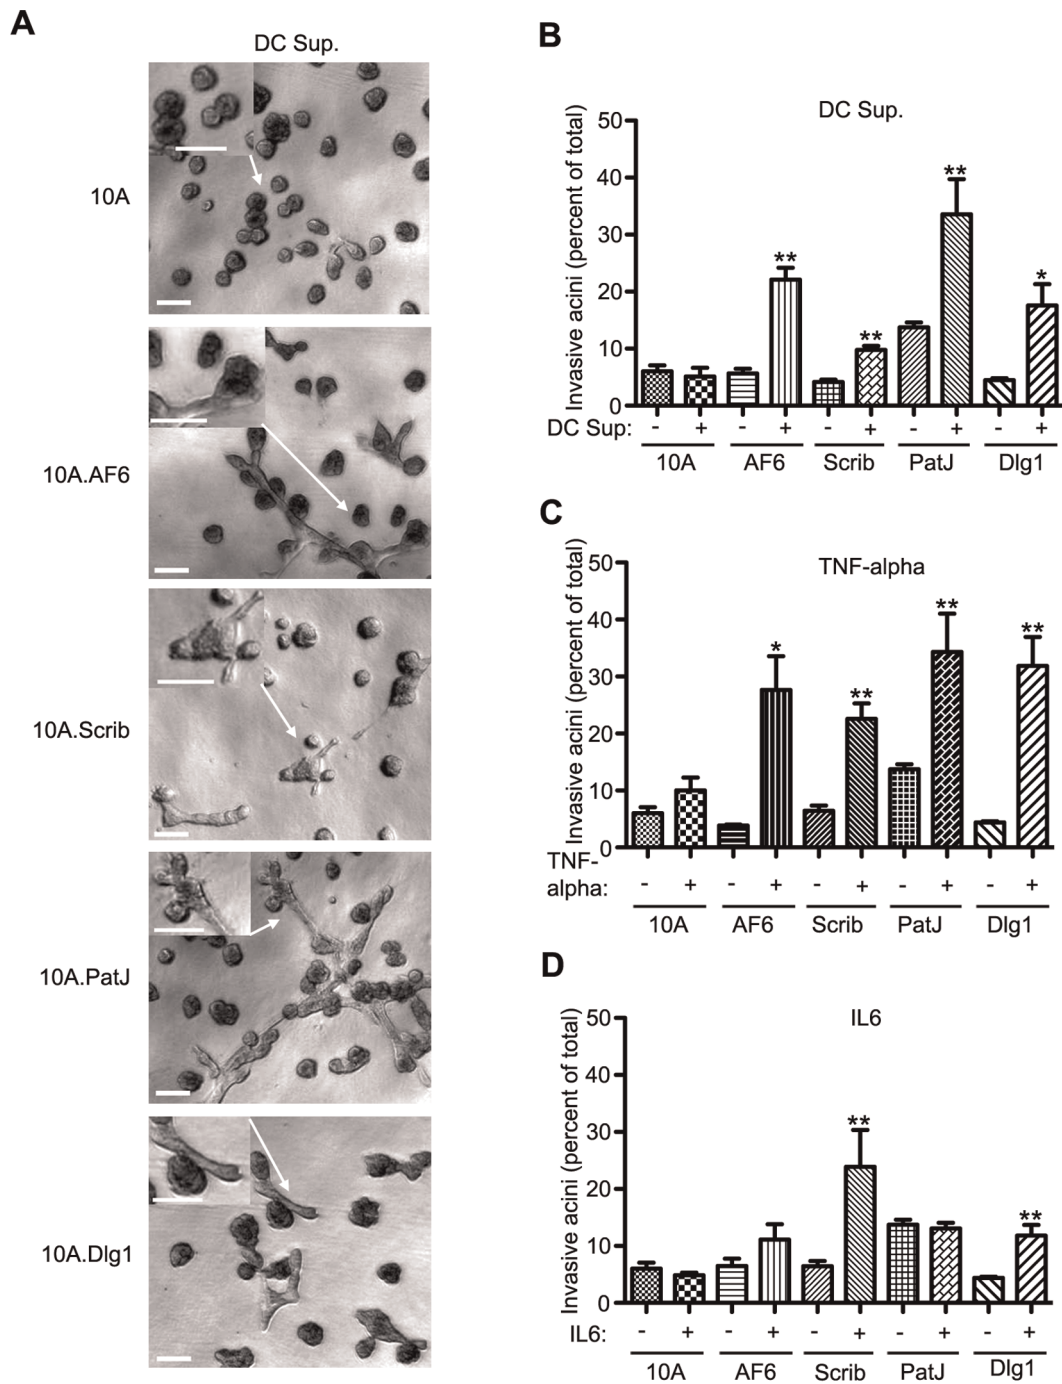 A
DC Sup.
10A
10A.AF6
10A.Scrib
10A.PatJ
10A.Dlg1
B
DC Sup.
Invasive acini (percent of total)
50
40
30
20
10
0
** ** ** *
DC Sup: - + - + - + - + - +
10A AF6 Scrib PatJ Dlg1
C
TNF-alpha
Invasive acini (percent of total)
50
40
30
20
10
0
* ** ** **
TNF-
alpha: - + - + - + - + - +
10A AF6 Scrib PatJ Dlg1
D
IL6
Invasive acini (percent of total)
50
40
30
20
10
0
** **
IL6: - + - + - + - + - +
10A AF6 Scrib PatJ Dlg1